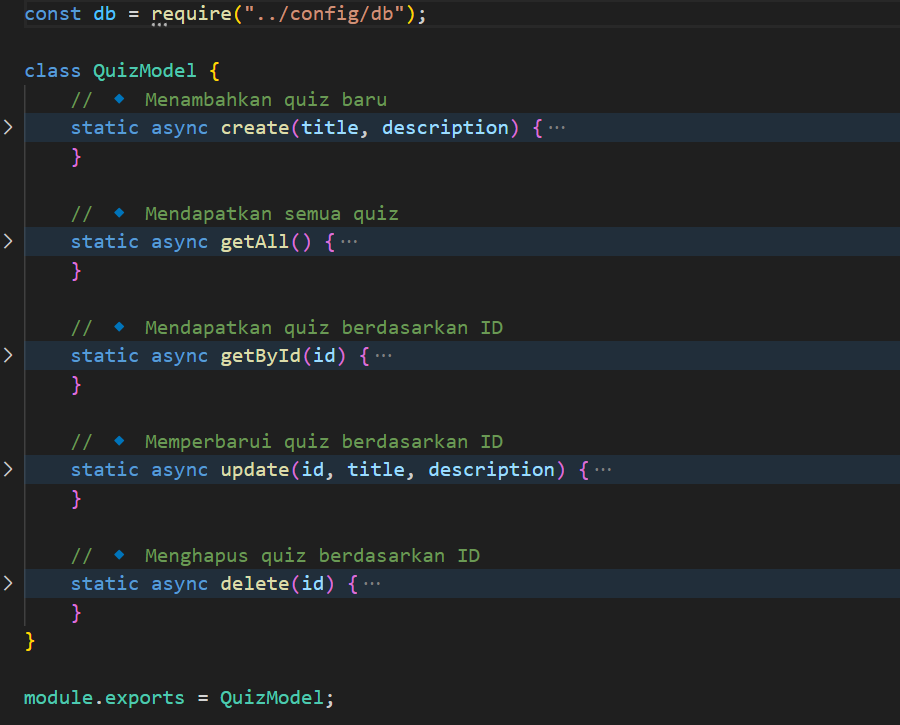 const db = require("../config/db");
class QuizModel {
// 🔹 Menambahkan quiz baru
static async create(title, description) { ···
}
// 🔹 Mendapatkan semua quiz
static async getAll() { ···
}
// 🔹 Mendapatkan quiz berdasarkan ID
static async getById(id) { ···
}
// 🔹 Memperbarui quiz berdasarkan ID
static async update(id, title, description) { ···
}
// 🔹 Menghapus quiz berdasarkan ID
static async delete(id) { ···
}
}
module.exports = QuizModel;